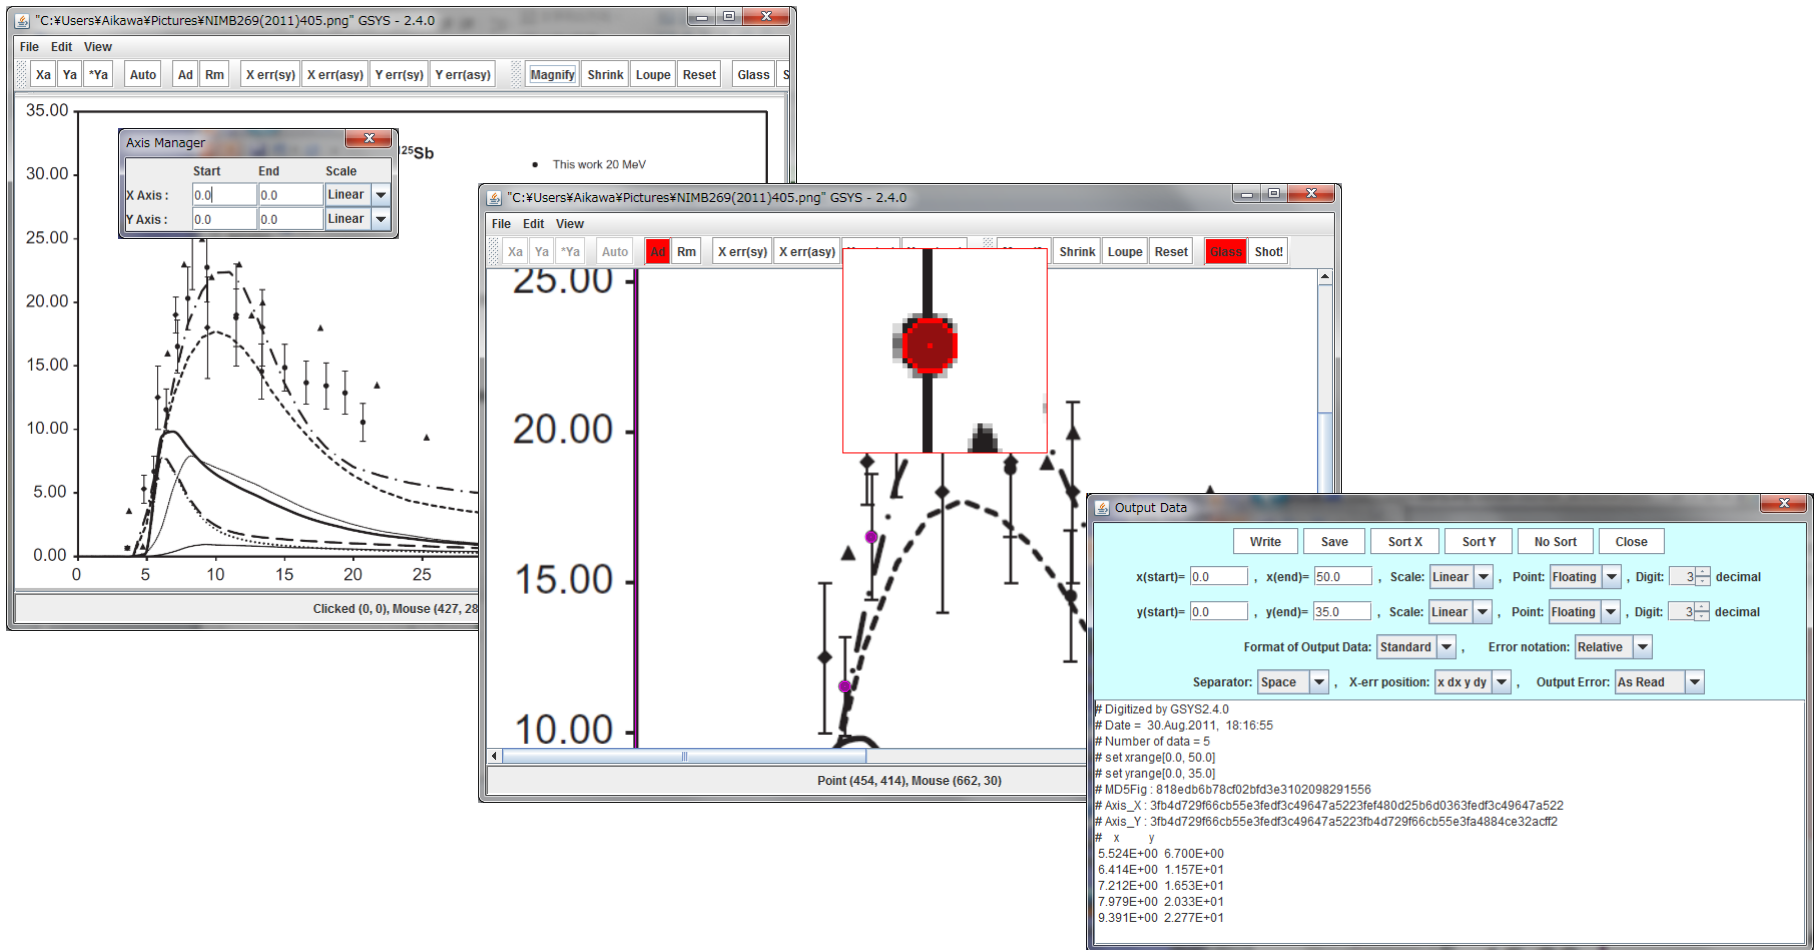 "C:¥Users¥Aikawa¥Pictures¥NIMB269(2011)405.png" GSYS - 2.4.0
File Edit View
Xa Ya *Ya Auto Ad Rm X err(sy) X err(asy) Y err(sy) Y err(asy) Magnify Shrink Loupe Reset Glass S
35.00
30.00
25.00
20.00
15.00
10.00
5.00
0.00
0 5 10 15 20 25
125Sb
This work 20 MeV
Axis Manager
Start End Scale
X Axis : 0.0 0.0 Linear
Y Axis : 0.0 0.0 Linear
Clicked (0, 0), Mouse (427, 28
"C:¥Users¥Aikawa¥Pictures¥NIMB269(2011)405.png" GSYS - 2.4.0
File Edit View
Xa Ya *Ya Auto Ad Rm X err(sy) X err(asy) Shrink Loupe Reset Glass Shot!
25.00
20.00
15.00
10.00
Point (454, 414), Mouse (662, 30)
Output Data
Write Save Sort X Sort Y No Sort Close
x(start)= 0.0 , x(end)= 50.0 , Scale: Linear , Point: Floating , Digit: 3 decimal
y(start)= 0.0 , y(end)= 35.0 , Scale: Linear , Point: Floating , Digit: 3 decimal
Format of Output Data: Standard , Error notation: Relative
Separator: Space , X-err position: x dx y dy , Output Error: As Read
# Digitized by GSYS2.4.0
# Date = 30.Aug.2011, 18:16:55
# Number of data = 5
# set xrange[0.0, 50.0]
# set yrange[0.0, 35.0]
# MD5Fig : 818edb6b78cf02bfd3e3102098291556
# Axis_X : 3fb4d729f66cb55e3fedf3c49647a5223fef480d25b6d0363fedf3c49647a522
# Axis_Y : 3fb4d729f66cb55e3fedf3c49647a5223fb4d729f66cb55e3fa4884ce32acff2
# x y
5.524E+00 6.700E+00
6.414E+00 1.157E+01
7.212E+00 1.653E+01
7.979E+00 2.033E+01
9.391E+00 2.277E+01